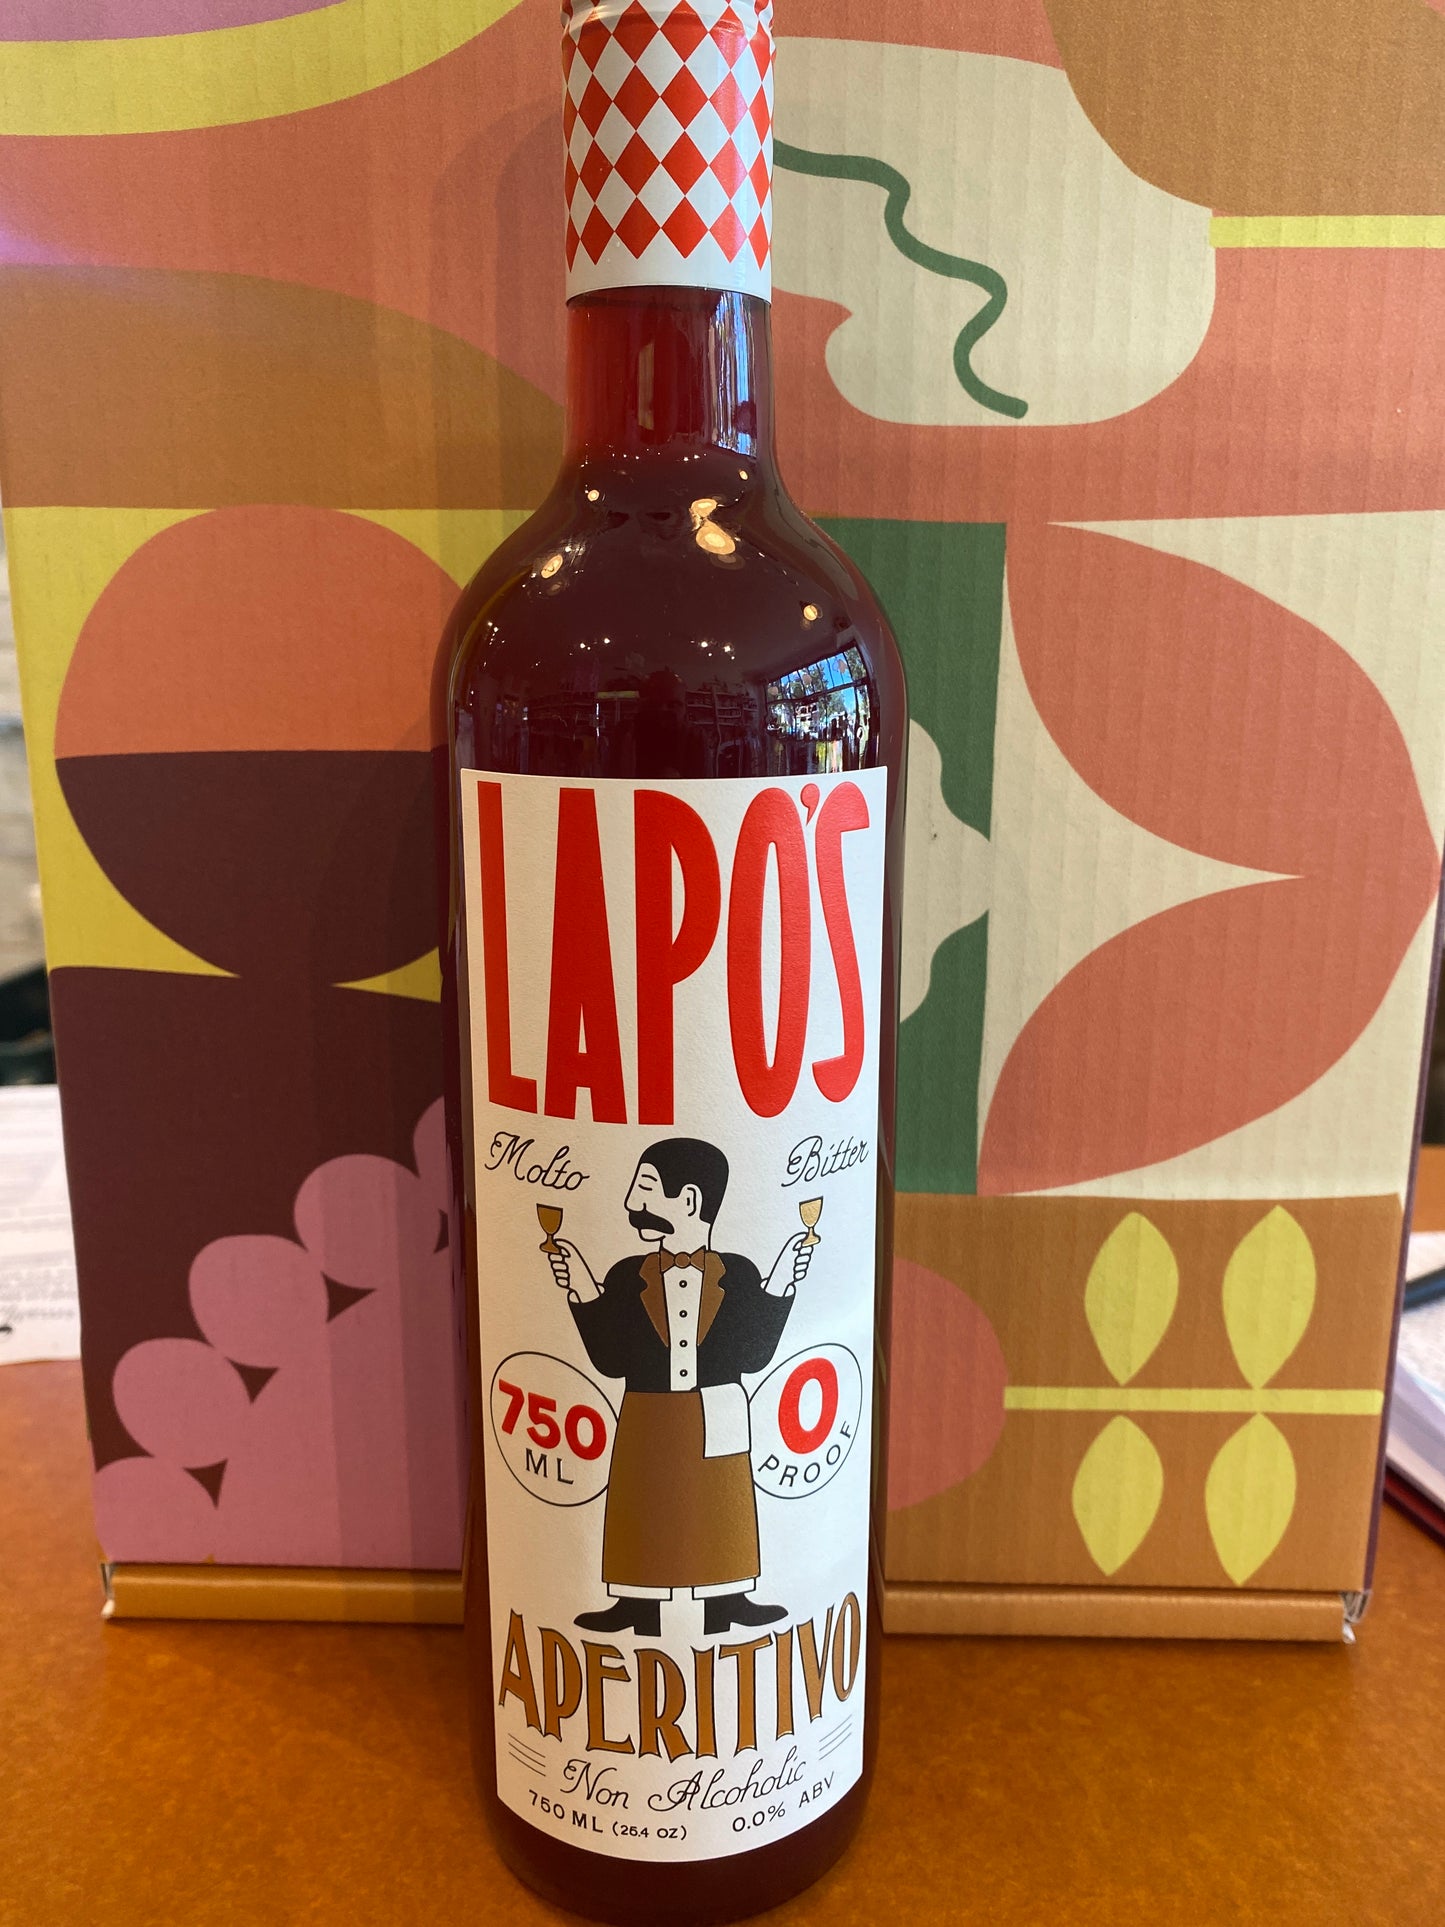 LAPO'S
Molto Bitter
750 ML
0 PROOF
APERITIVO
Non Alcoholic
750 ML (25.4 OZ) 0.0% ABV